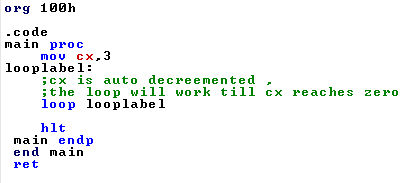 org 100h
.code
main proc
mov cx,3
looplabel:
;cx is auto decreemented ,
;the loop will work till cx reaches zero
loop looplabel
hlt
main endp
end main
ret